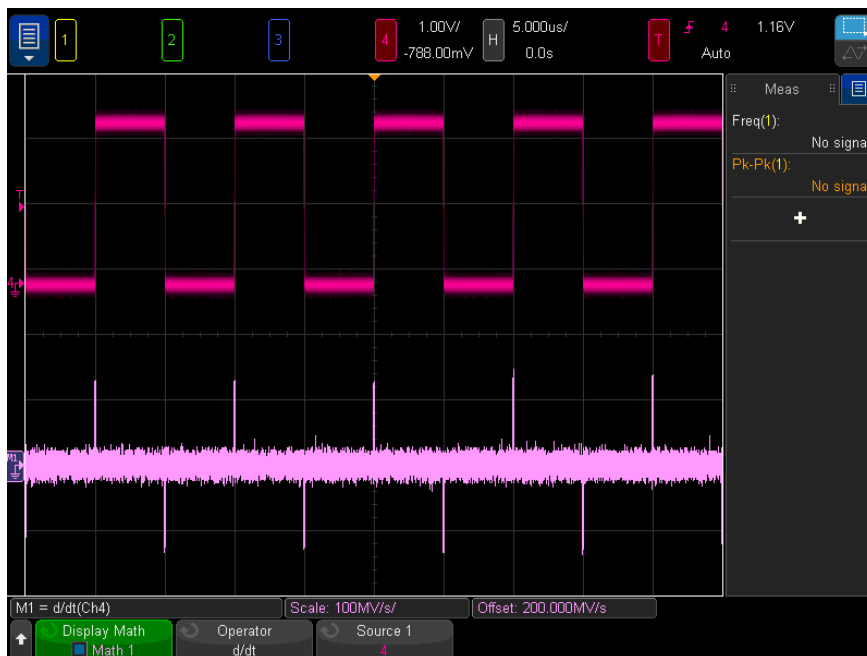 1 2 3 4 1.00V/ H 5.000us/ T 4 1.16V
-788.00mV 0.0s Auto
Meas
Freq(1):
No signa
Pk-Pk(1):
No signa
+
T
4
M1
M1 = d/dt(Ch4) Scale: 100MV/s/ Offset: 200.000MV/s
Display Math Operator Source 1
Math 1 d/dt 4